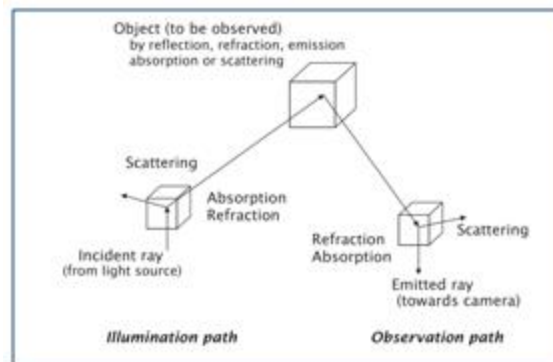 Object (to be observed)
by reflection, refraction, emission
absorption or scattering
Scattering
Absorption
Refraction
Incident ray
(from light source)
Refraction
Absorption
Scattering
Emitted ray
(towards camera)
Illumination path
Observation path